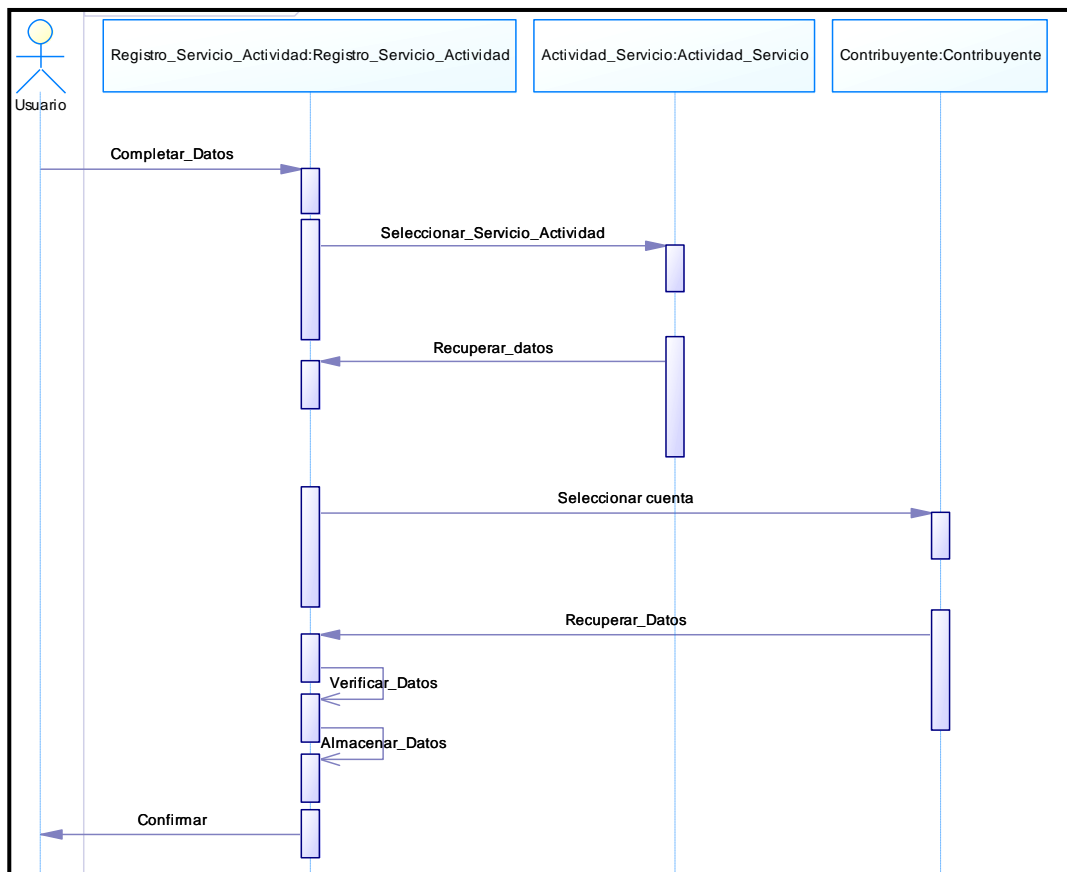 Registro_Servicio_Actividad:Registro_Servicio_Actividad
Actividad_Servicio:Actividad_Servicio
Contribuyente:Contribuyente
Usuario
Completar_Datos
Seleccionar_Servicio_Actividad
Recuperar_datos
Seleccionar cuenta
Recuperar_Datos
Verificar_Datos
Almacenar_Datos
Confirmar